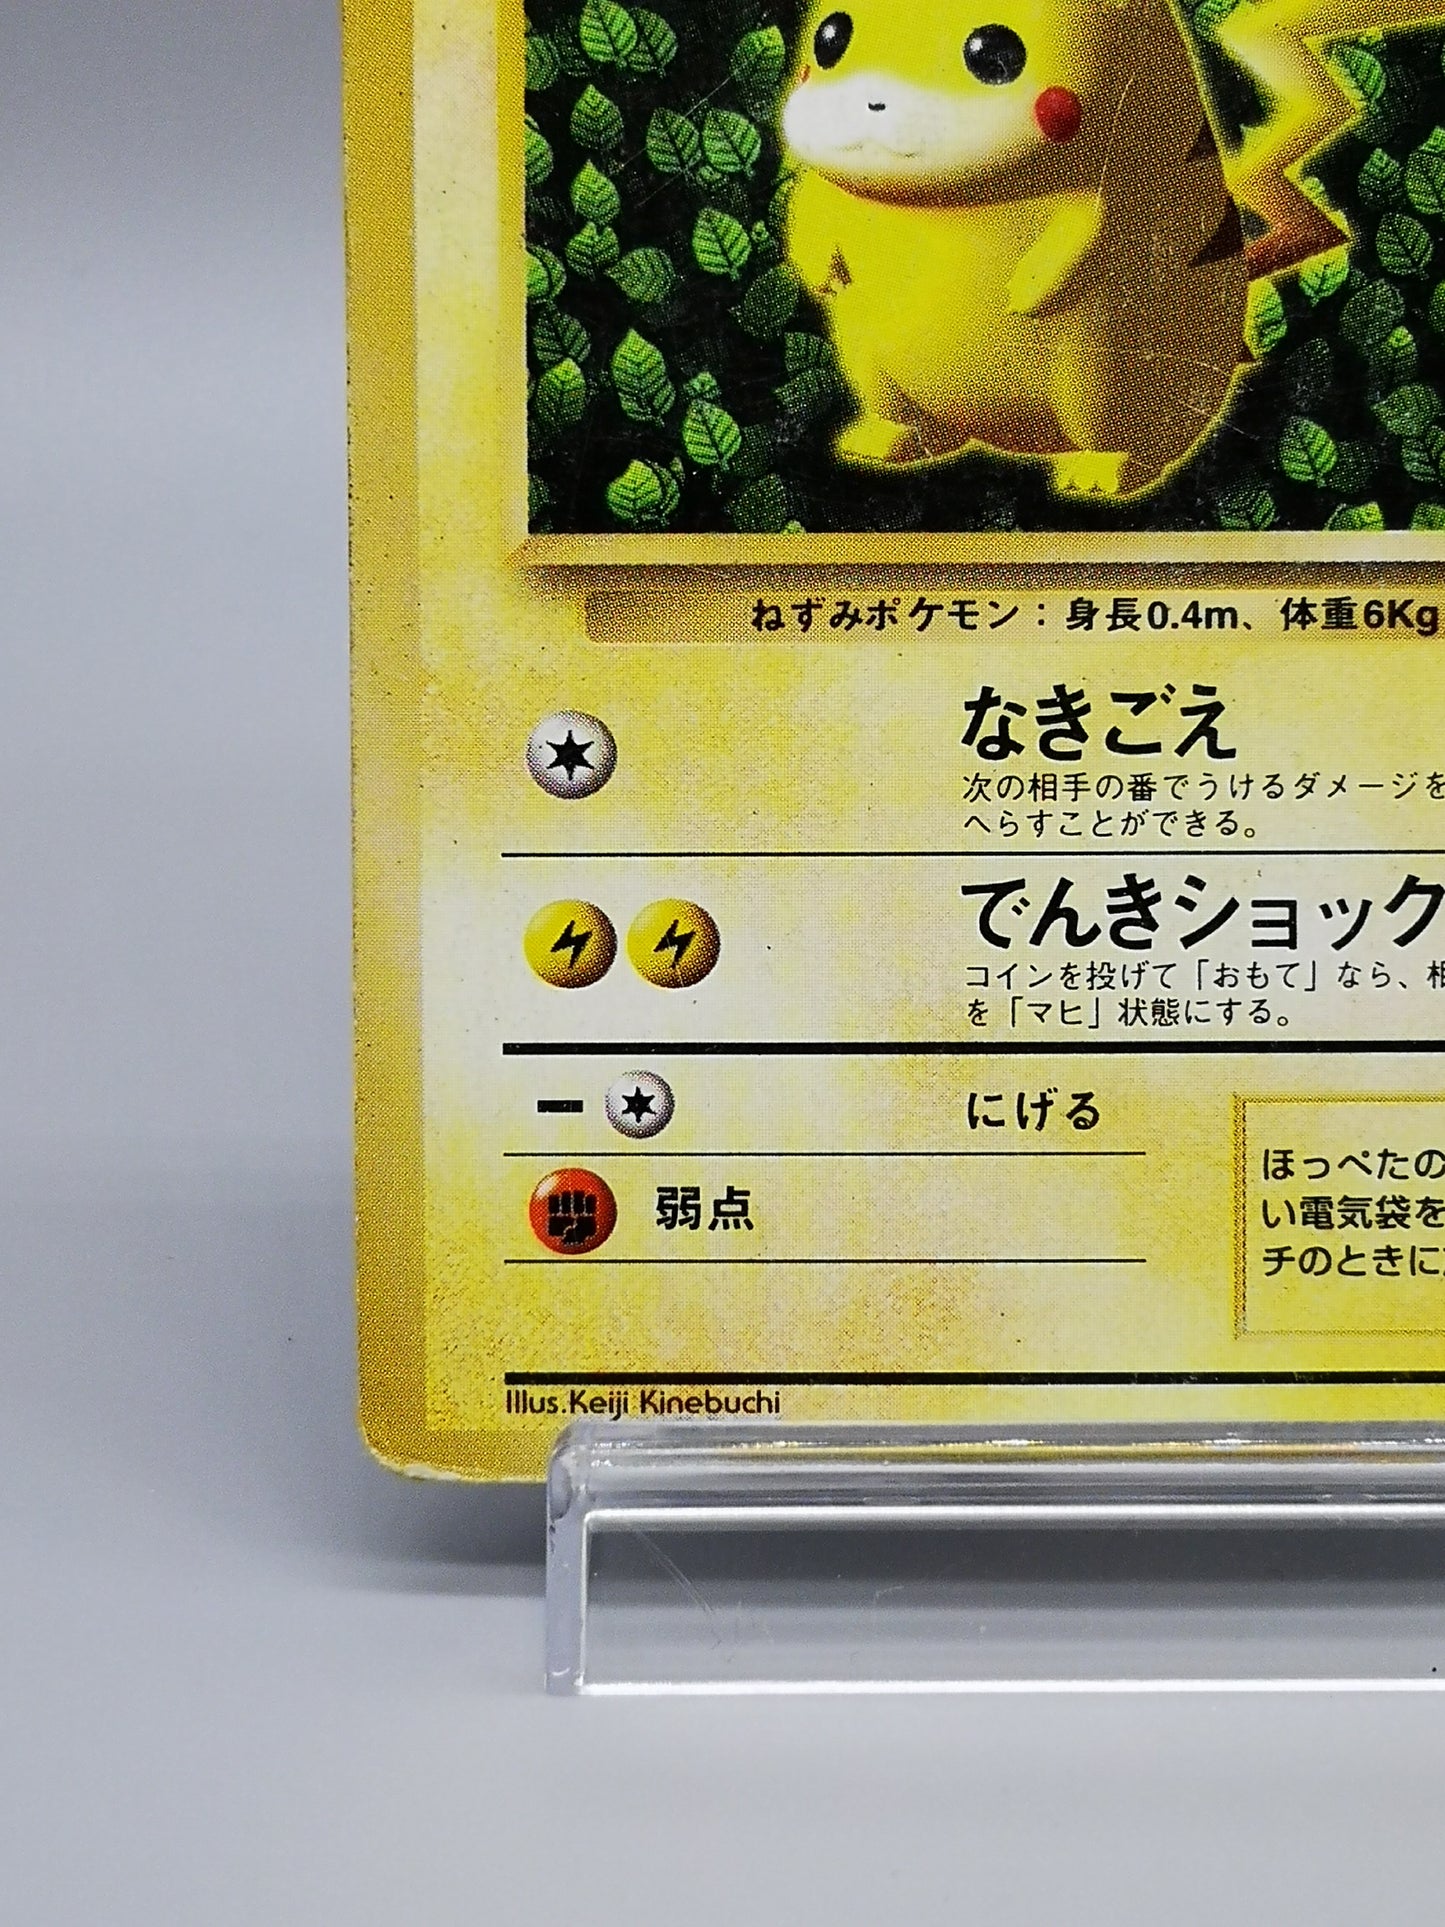 ねずみポケモン：身長0.4m、体重6Kg
なきごえ
次の相手の番でうけるダメージを
へらすことができる。
でんきショック
コインを投げて「おもて」なら、相
を「マヒ」状態にする。
にげる
弱点
ほっぺたの
い電気袋を
チのときに
Illus.Keiji Kinebuchi